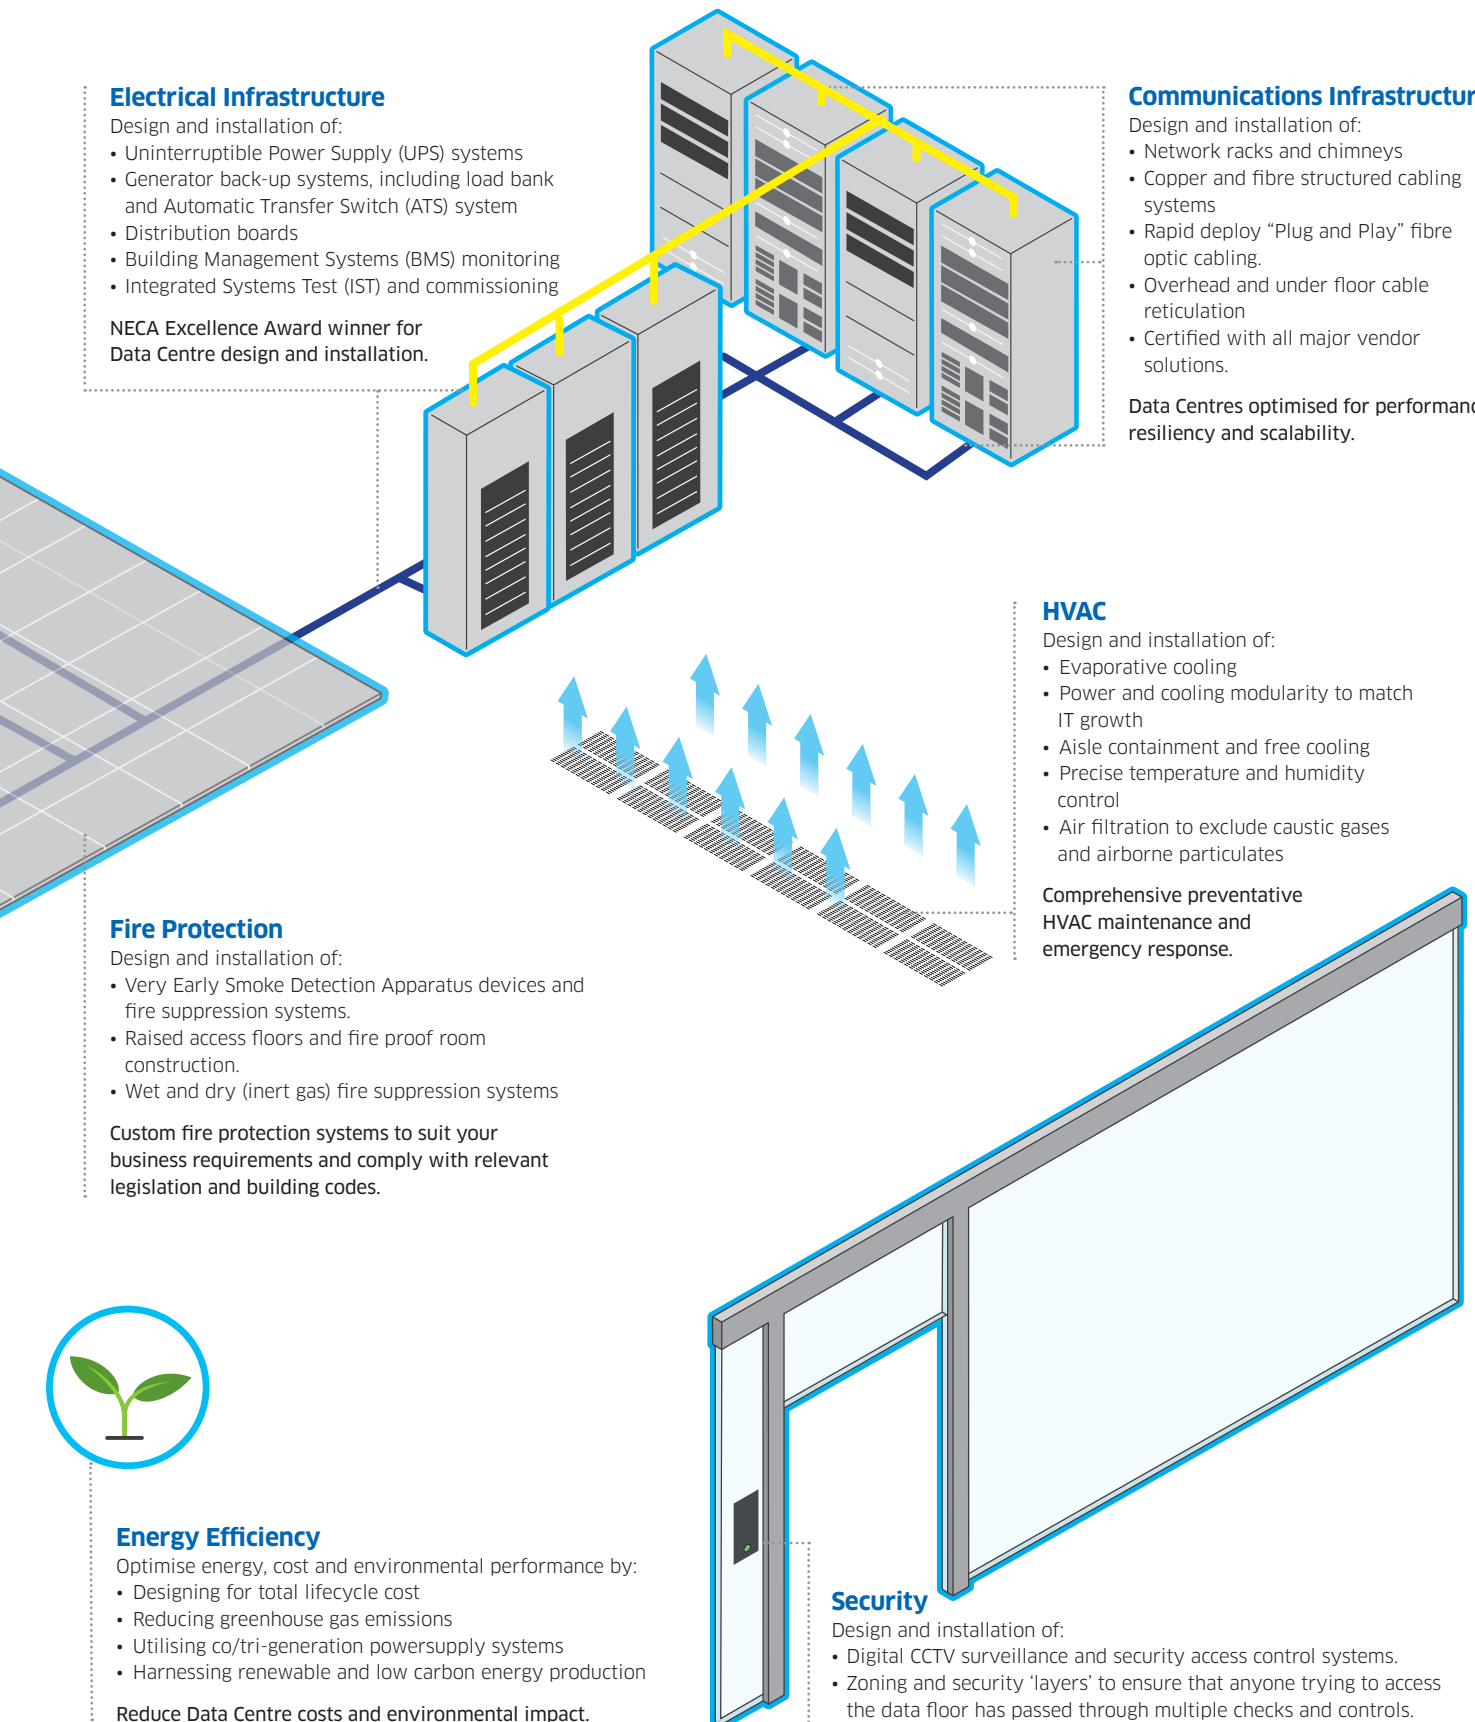 Electrical Infrastructure
Design and installation of:
• Uninterruptible Power Supply (UPS) systems
• Generator back-up systems, including load bank
and Automatic Transfer Switch (ATS) system
• Distribution boards
• Building Management Systems (BMS) monitoring
• Integrated Systems Test (IST) and commissioning
NECA Excellence Award winner for
Data Centre design and installation.
Communications Infrastructur
Design and installation of:
• Network racks and chimneys
• Copper and fibre structured cabling
systems
• Rapid deploy “Plug and Play” fibre
optic cabling.
• Overhead and under floor cable
reticulation
• Certified with all major vendor
solutions.
Data Centres optimised for performanc
resiliency and scalability.
HVAC
Design and installation of:
• Evaporative cooling
• Power and cooling modularity to match
IT growth
• Aisle containment and free cooling
• Precise temperature and humidity
control
• Air filtration to exclude caustic gases
and airborne particulates
Comprehensive preventative
HVAC maintenance and
emergency response.
Fire Protection
Design and installation of:
• Very Early Smoke Detection Apparatus devices and
fire suppression systems.
• Raised access floors and fire proof room
construction.
• Wet and dry (inert gas) fire suppression systems
Custom fire protection systems to suit your
business requirements and comply with relevant
legislation and building codes.
Energy Efficiency
Optimise energy, cost and environmental performance by:
• Designing for total lifecycle cost
• Reducing greenhouse gas emissions
• Utilising co/tri-generation powersupply systems
• Harnessing renewable and low carbon energy production
Reduce Data Centre costs and environmental impact.
Security
Design and installation of:
• Digital CCTV surveillance and security access control systems.
• Zoning and security ‘layers’ to ensure that anyone trying to access
the data floor has passed through multiple checks and controls.